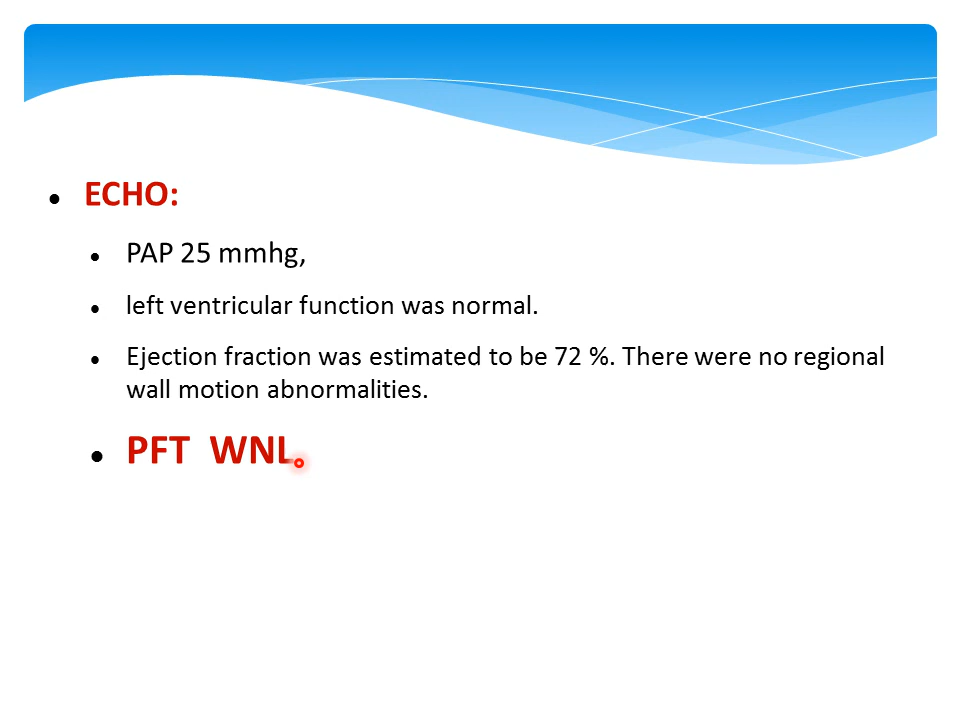 ECHO:
PAP 25 mmhg,
left ventricular function was normal.
Ejection fraction was estimated to be 72 %. There were no regional
wall motion abnormalities.
PFT WNL